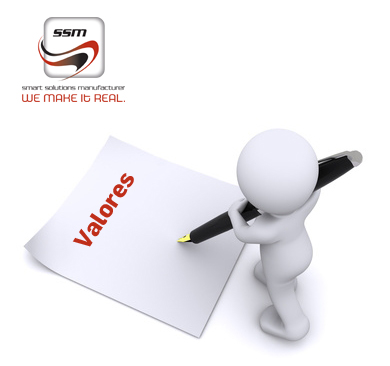 SSM
smart solutions manufacturer
WE MAKE IT REAL.
Valores